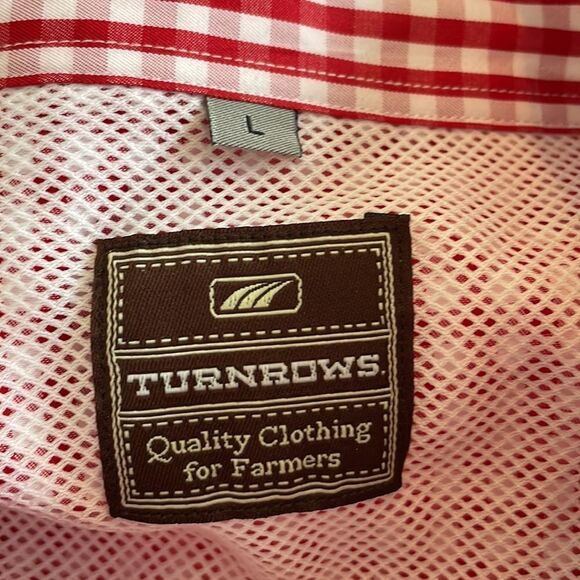 L
TURNROWS.
Quality Clothing
for Farmers